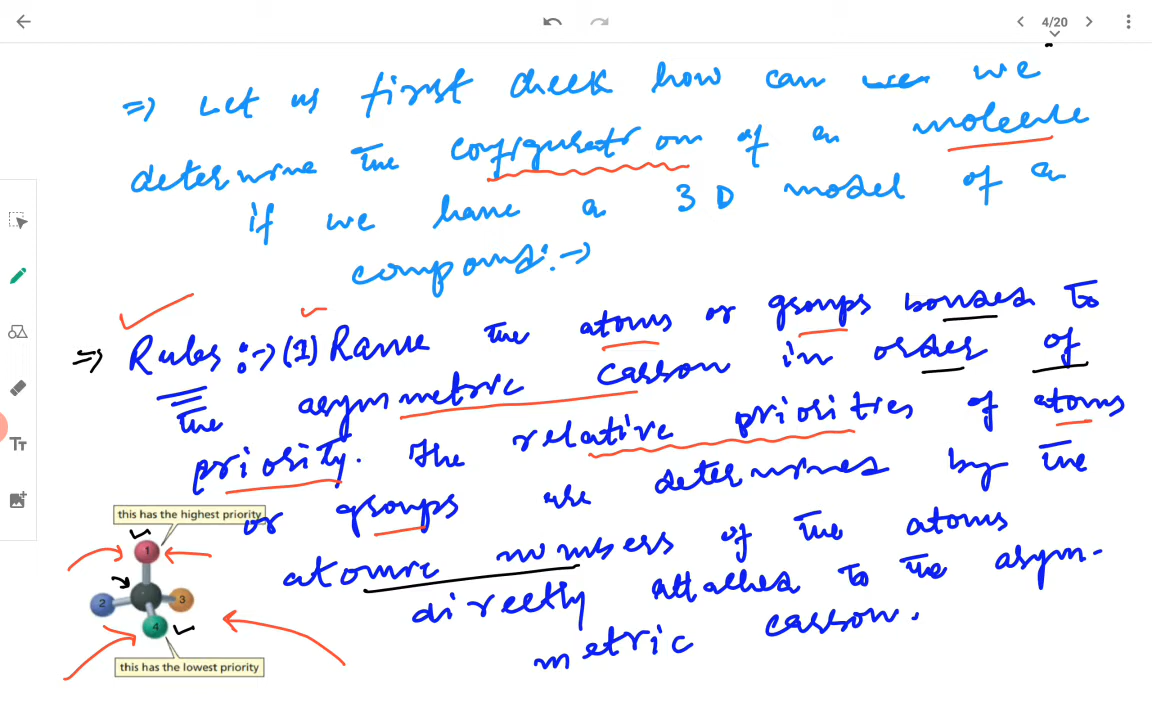 4/20
=> Let us first check how can we
determine the configuration of a molecule
if we have a 3D model of a
compound:→
=> Rules:→(1) Rank the atoms or groups bonded to
the asymmetric carbon in order of
priority. The relative priorities of atoms
or groups are determined by the
atomic numbers of the atoms
directly attached to the asym-
metric carbon.
this has the highest priority
1
2
3
4
this has the lowest priority
Tт